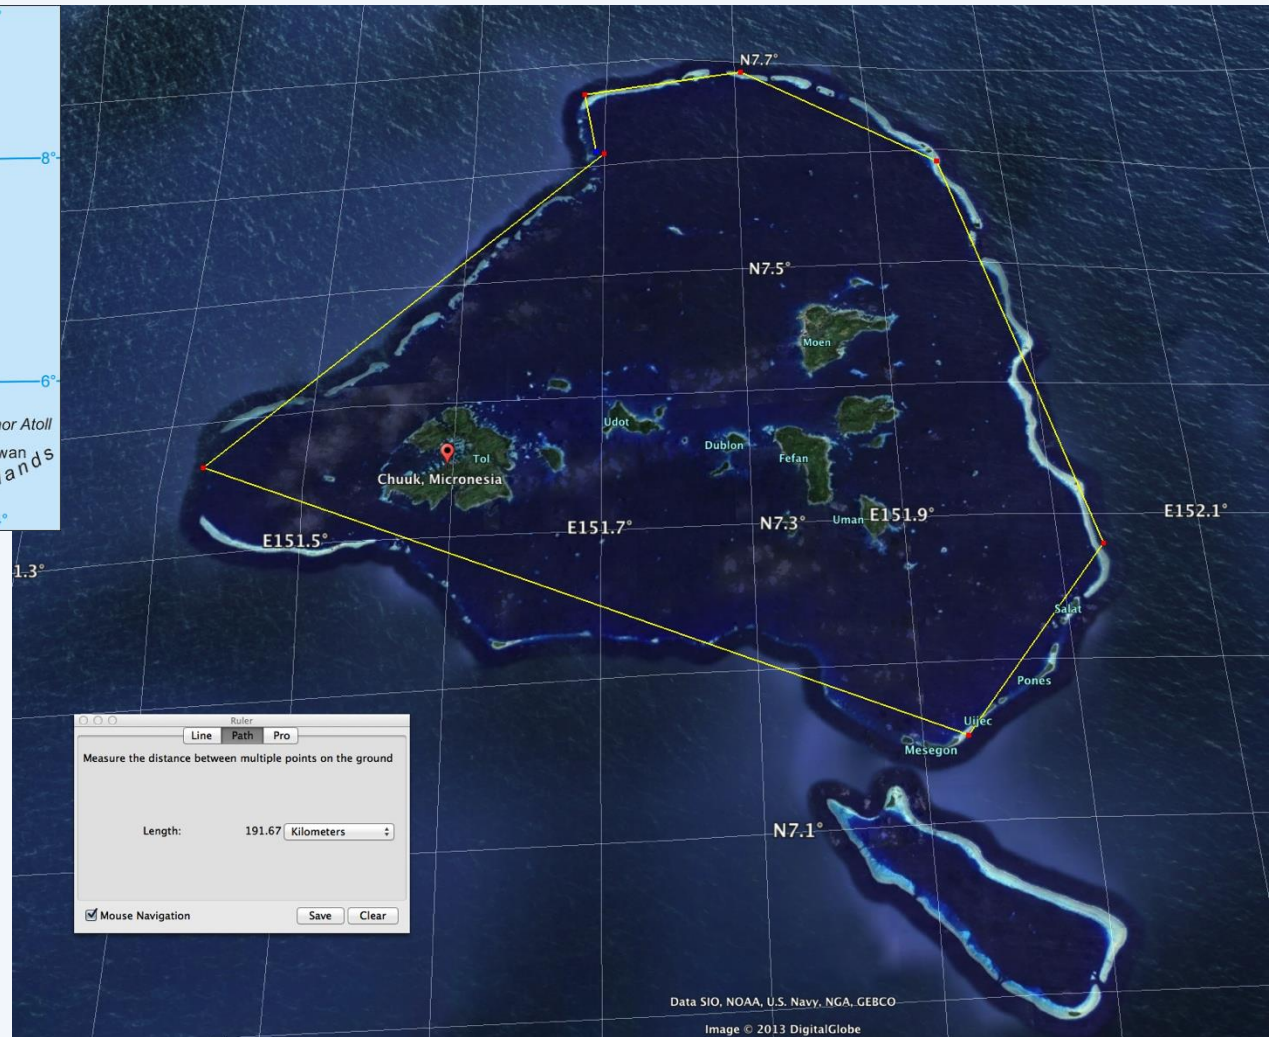 N7.7°
8°
N7.5°
Moen
6°
Udot
Dublon
Fefan
Tol
Chuuk, Micronesia
N7.3°
Uman
E151.9°
E152.1°
E151.7°
E151.5°
1.3°
Salat
Pones
Uijec
Mesegon
N7.1°
or Atoll
wan
lands
Ruler
Line Path Pro
Measure the distance between multiple points on the ground
Length: 191.67 Kilometers
Mouse Navigation Save Clear
Data SIO, NOAA, U.S. Navy, NGA, GEBCO
Image © 2013 DigitalGlobe